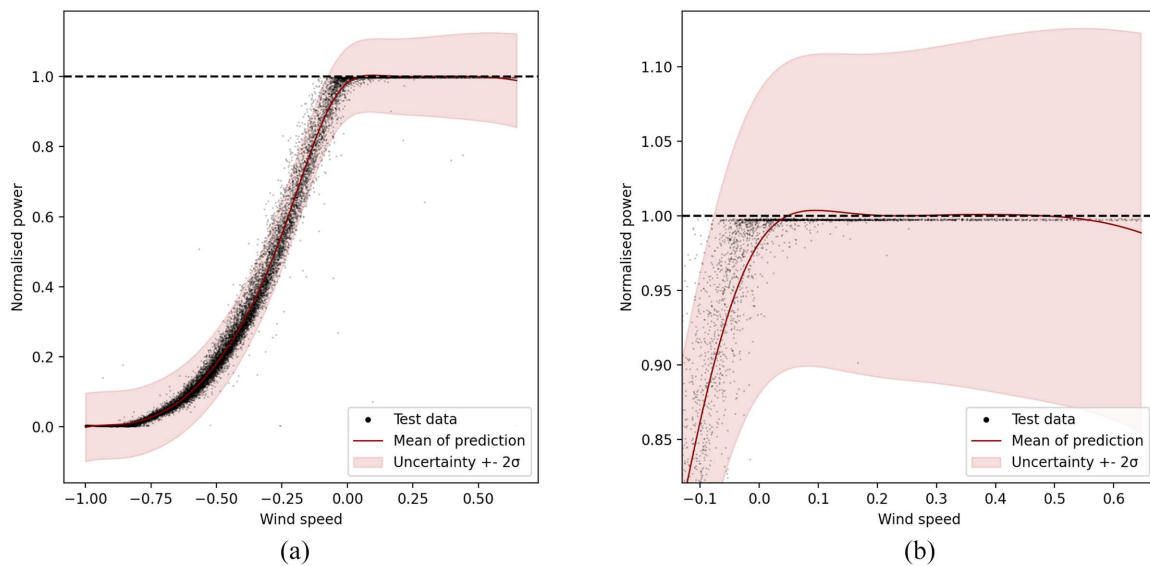 1.0
0.8
0.6
0.4
0.2
0.0
Normalised power
−1.00 −0.75 −0.50 −0.25 0.00 0.25 0.50
Wind speed
Test data
Mean of prediction
Uncertainty +- 2σ
(a)
1.10
1.05
1.00
0.95
0.90
0.85
Normalised power
−0.1 0.0 0.1 0.2 0.3 0.4 0.5 0.6
Wind speed
Test data
Mean of prediction
Uncertainty +- 2σ
(b)